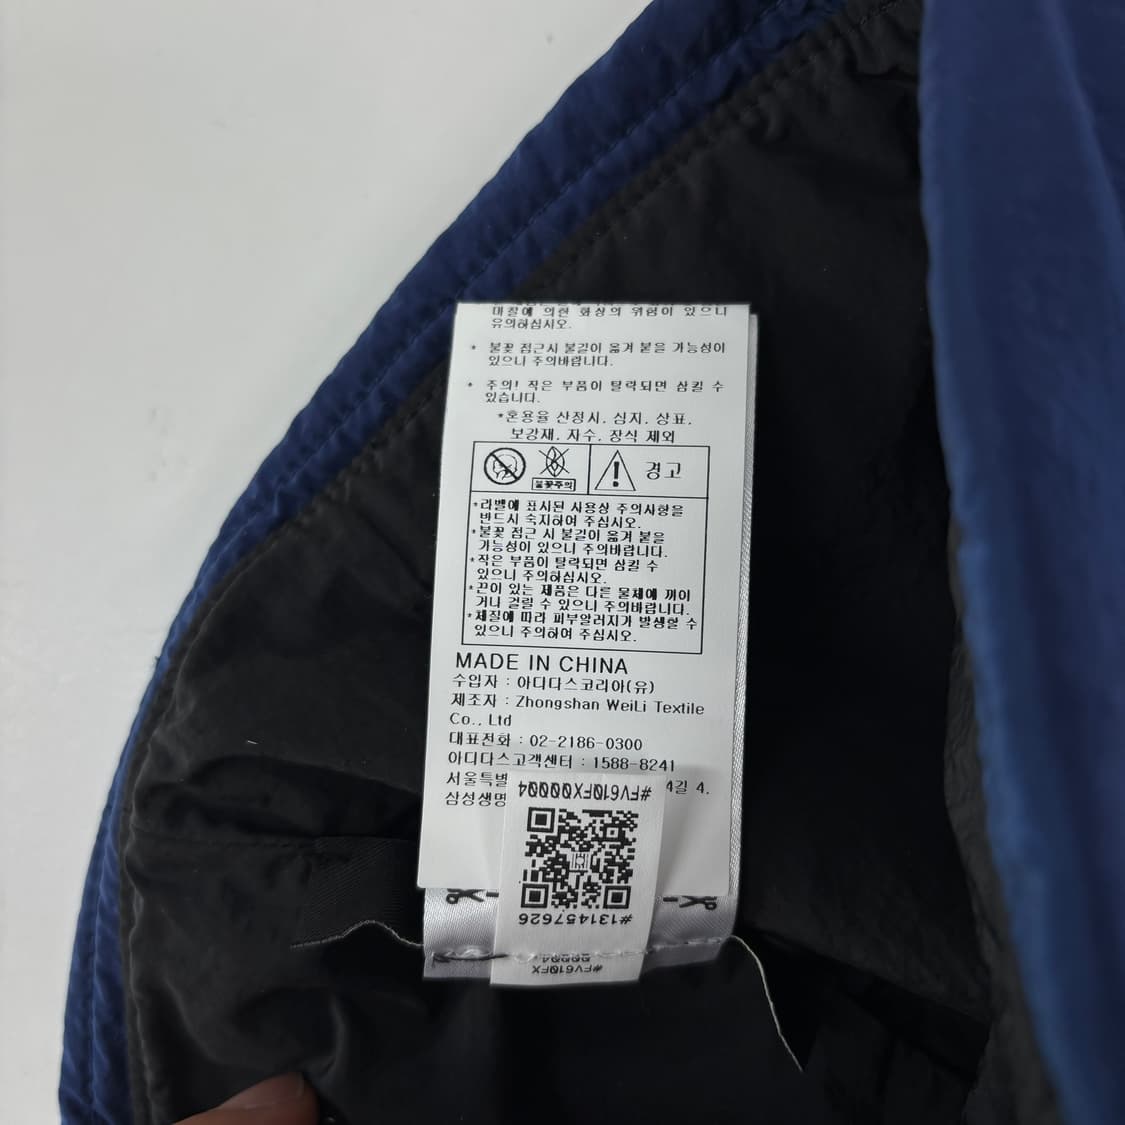 마찰에 의한 화상의 위험이 있으니
유의하십시오.
* 불꽃 접근시 불길이 옮겨 붙을 가능성이
있으니 주의바랍니다.
* 주의! 작은 부품이 탈락되면 삼킬 수
있습니다.
*혼용율 산정시, 심지, 상표,
보강재, 자수, 장식 제외
불꽃주의
경고
*라벨에 표시된 사용상 주의사항을
반드시 숙지하여 주십시오.
*불꽃 접근 시 불길이 옮겨 붙을
가능성이 있으니 주의바랍니다.
*작은 부품이 탈락되면 삼킬 수
있으니 주의하십시오.
*끈이 있는 제품은 다른 물체에 끼이
거나 걸릴 수 있으니 주의바랍니다.
*재질에 따라 피부알러지가 발생할 수
있으니 주의하여 주십시오.
MADE IN CHINA
수입자 : 아디다스코리아(유)
제조자 : Zhongshan WeiLi Textile
Co., Ltd
대표전화 : 02-2186-0300
아디다스고객센터 : 1588-8241
서울특별 4길 4,
삼성생명
#FV610FX00004
#131457626
#FV610FX
00004